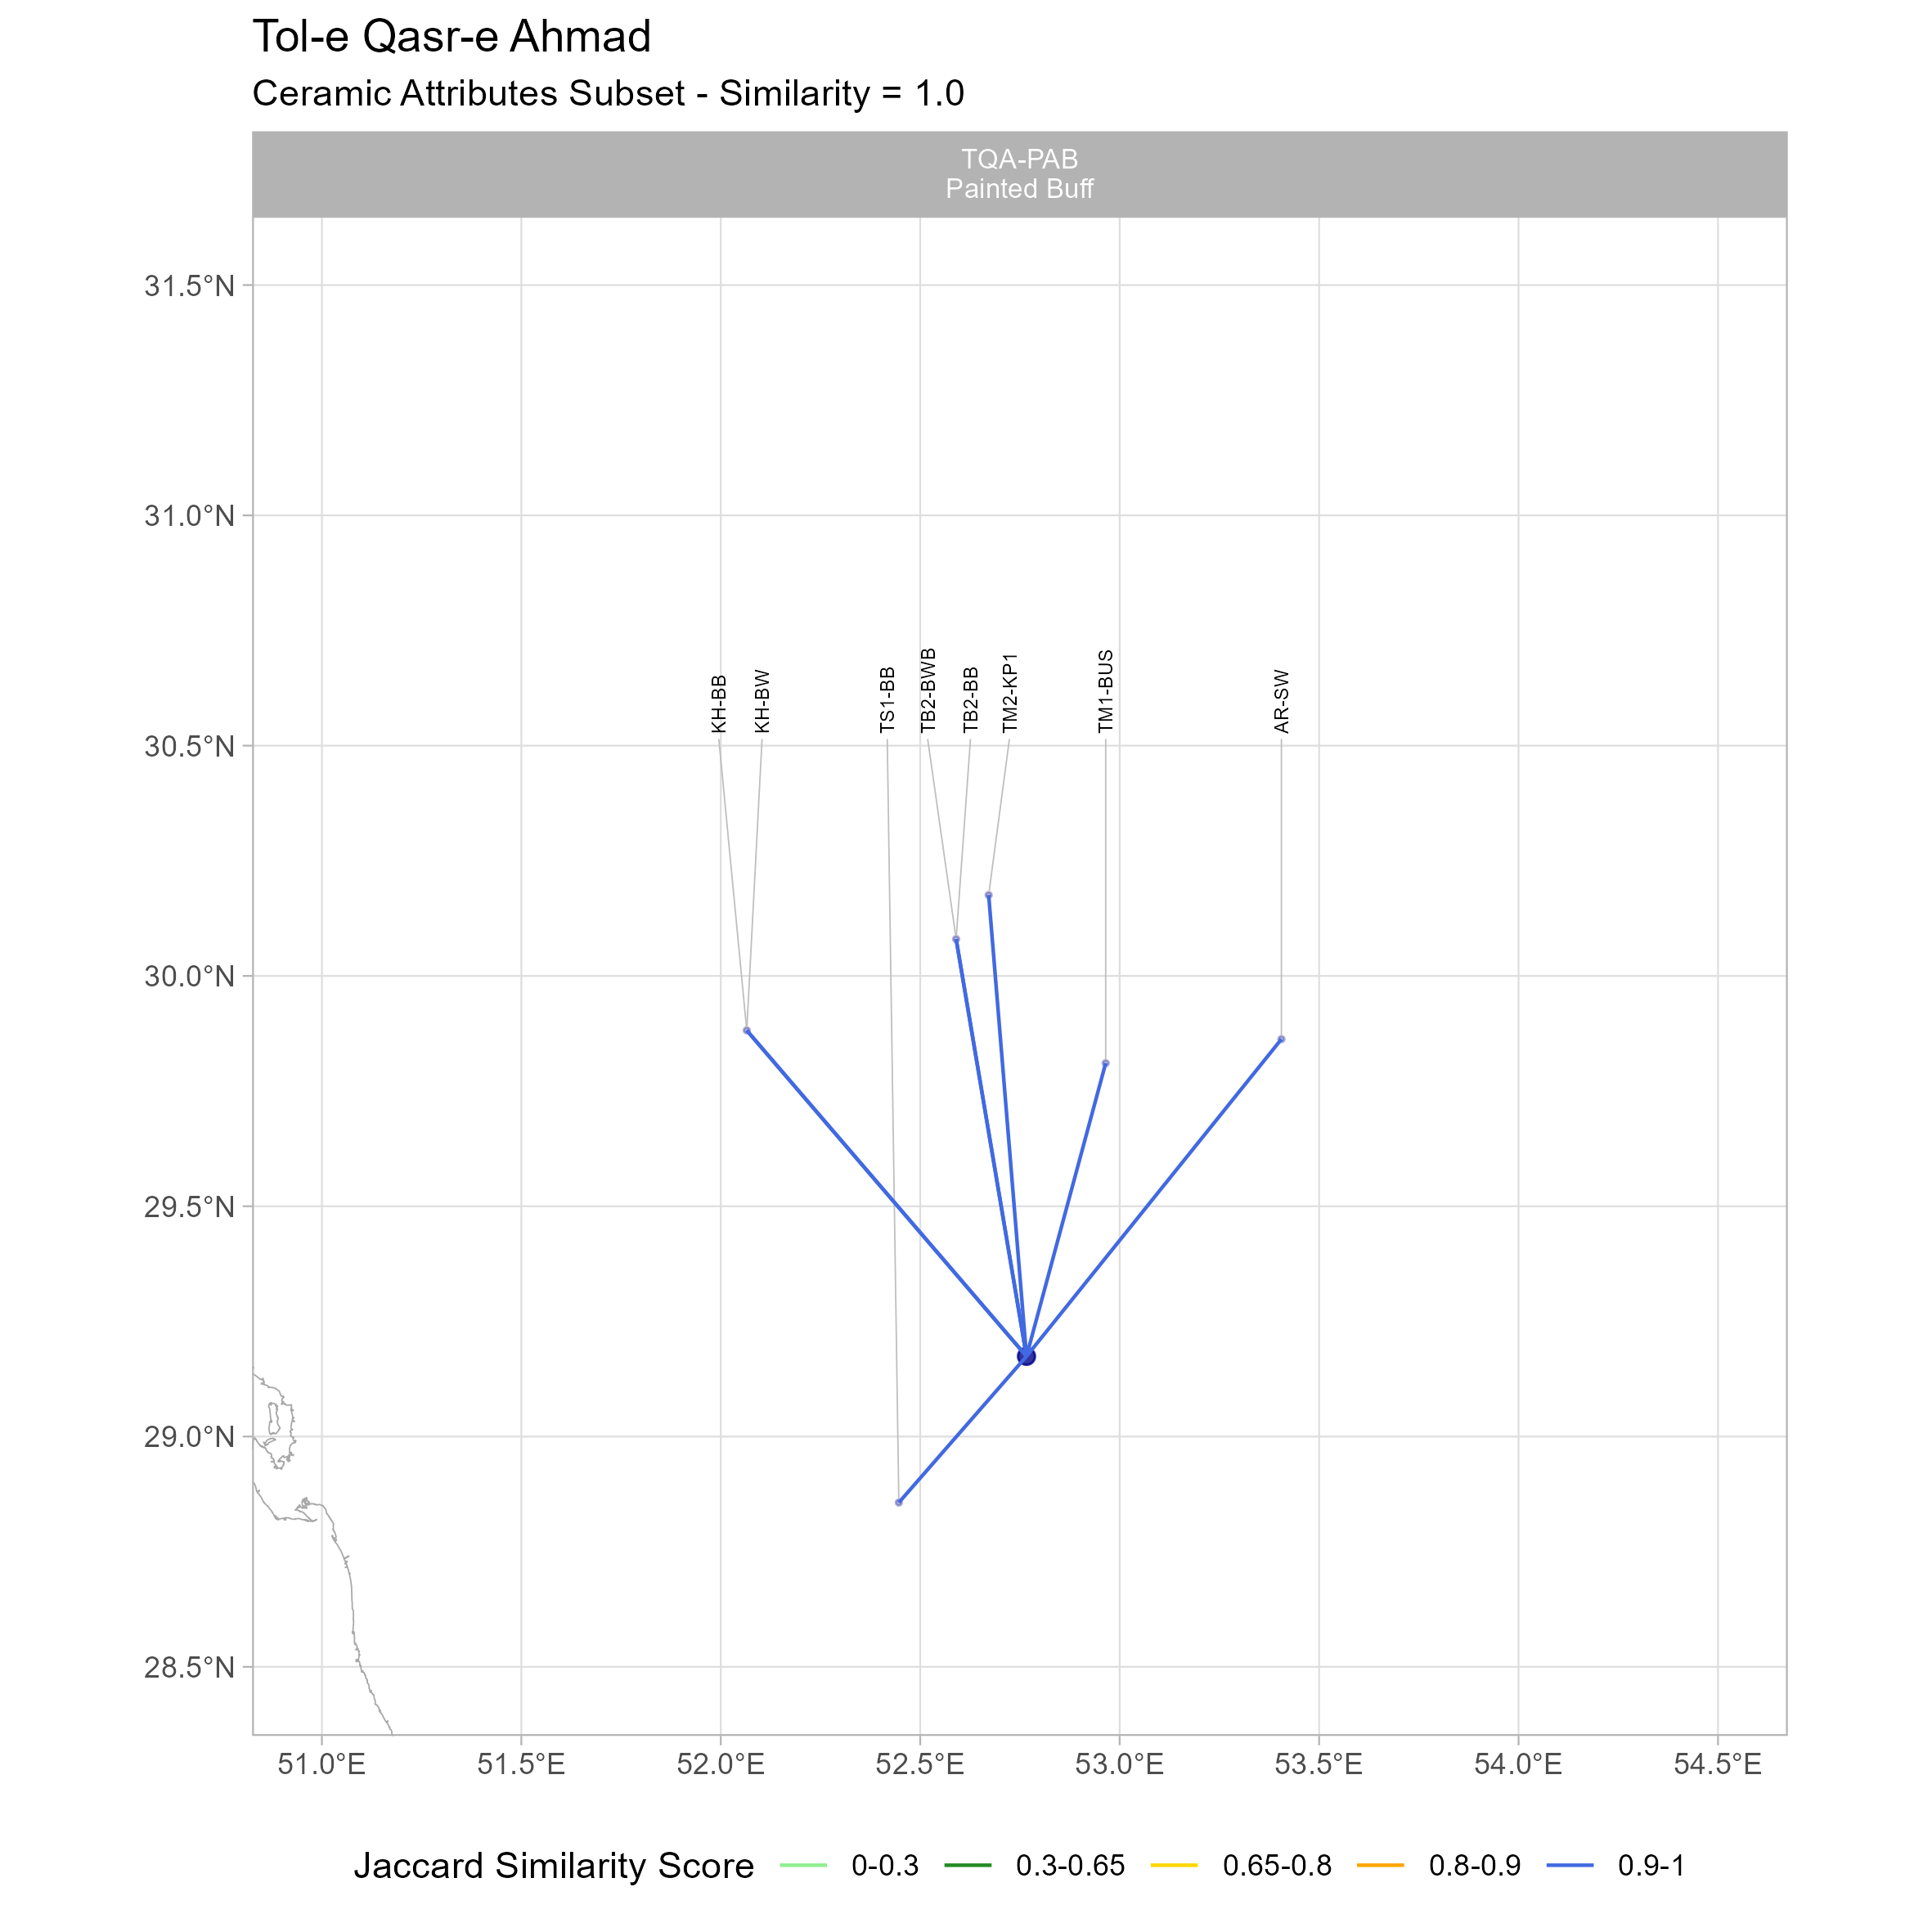 Tol-e Qasr-e Ahmad
Ceramic Attributes Subset - Similarity = 1.0
TQA-PAB
Painted Buff
31.5°N
31.0°N
30.5°N
30.0°N
29.5°N
29.0°N
28.5°N
KH-BB
KH-BW
TS1-BB
TB2-BWB
TB2-BB
TM2-KP1
TM1-BUS
AR-SW
51.0°E
51.5°E
52.0°E
52.5°E
53.0°E
53.5°E
54.0°E
54.5°E
Jaccard Similarity Score 0-0.3 0.3-0.65 0.65-0.8 0.8-0.9 0.9-1